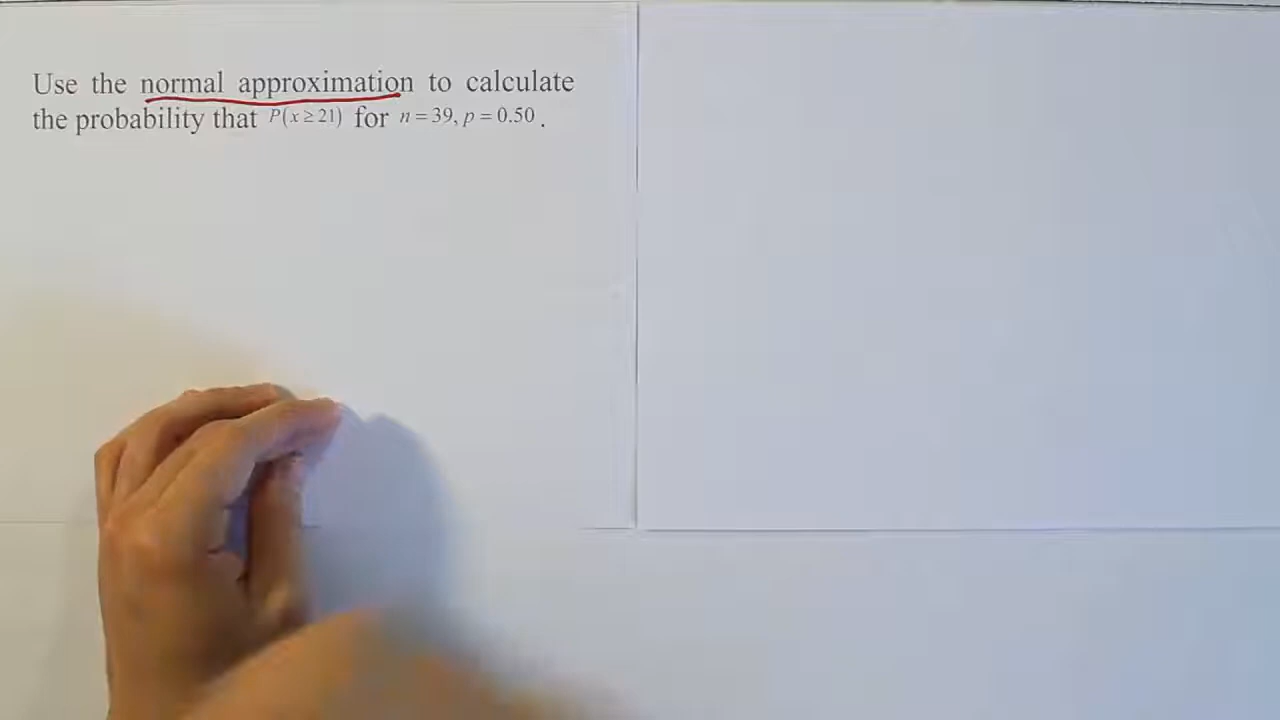 Use the normal approximation to calculate
the probability that P(x≥21) for n=39, p=0.50.